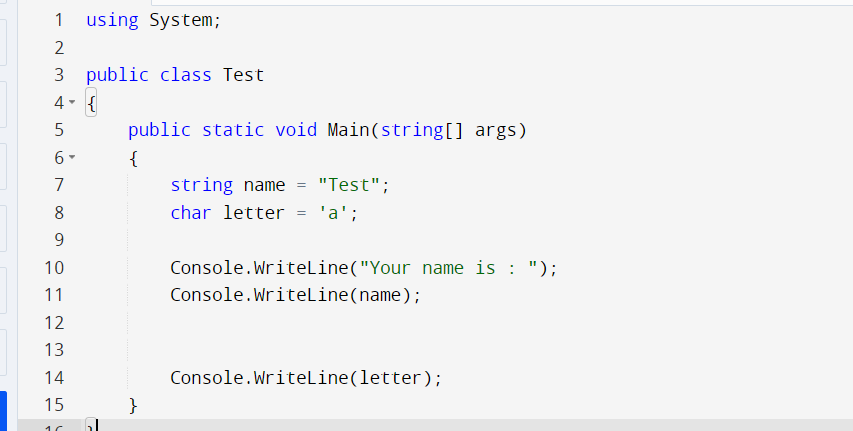 1 using System;
2
3 public class Test
4 {
5 public static void Main(string[] args)
6 {
7 string name = "Test";
8 char letter = 'a';
9
10 Console.WriteLine("Your name is : ");
11 Console.WriteLine(name);
12
13
14 Console.WriteLine(letter);
15 }
16 }